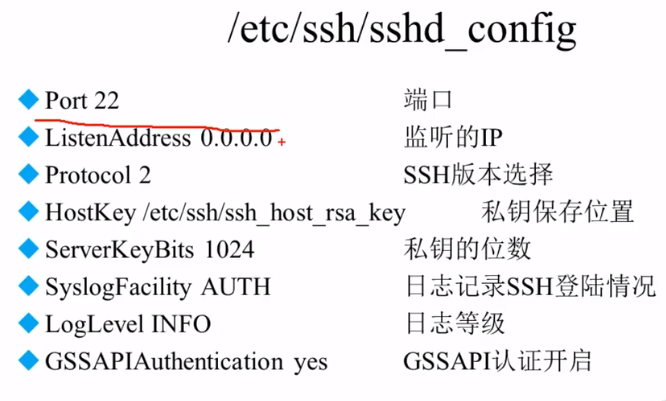 /etc/ssh/sshd_config
Port 22 端口
ListenAddress 0.0.0.0 监听的IP
Protocol 2 SSH版本选择
HostKey /etc/ssh/ssh_host_rsa_key 私钥保存位置
ServerKeyBits 1024 私钥的位数
SyslogFacility AUTH 日志记录SSH登陆情况
LogLevel INFO 日志等级
GSSAPIAuthentication yes GSSAPI认证开启